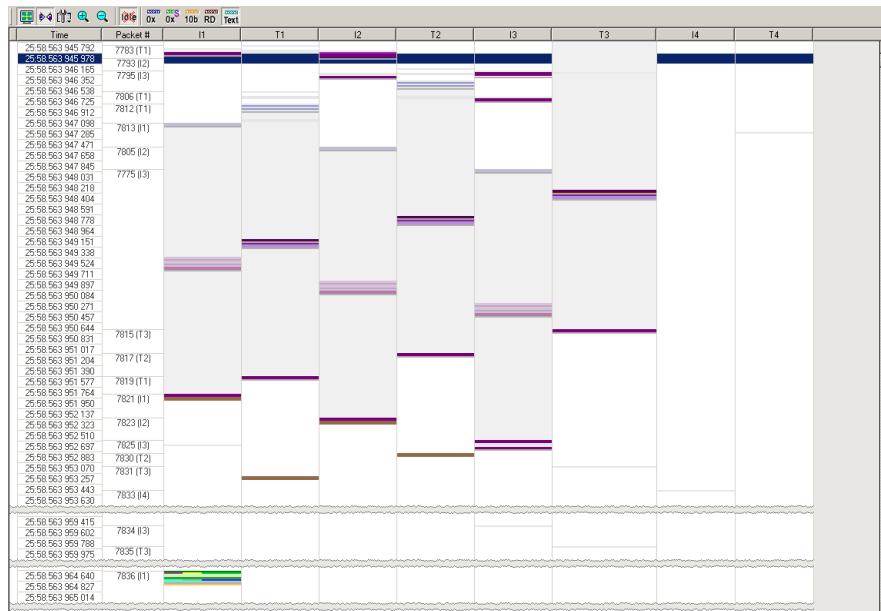 Idle 0x 0x S 10b RD Text
Time Packet # I1 T1 I2 T2 I3 T3 I4 T4
25:58.563 945 792 7783 (T1)
25:58.563 945 978 7793 (I2)
25:58.563 946 165 7795 (I3)
25:58.563 946 352
25:58.563 946 538 7806 (T1)
25:58.563 946 725 7812 (T1)
25:58.563 946 912
25:58.563 947 098 7813 (I1)
25:58.563 947 285
25:58.563 947 471 7805 (I2)
25:58.563 947 658
25:58.563 947 845 7775 (I3)
25:58.563 948 031
25:58.563 948 218
25:58.563 948 404
25:58.563 948 591
25:58.563 948 778
25:58.563 948 964
25:58.563 949 151
25:58.563 949 338
25:58.563 949 524
25:58.563 949 711
25:58.563 949 897
25:58.563 950 084
25:58.563 950 271
25:58.563 950 457
25:58.563 950 644 7815 (T3)
25:58.563 950 831
25:58.563 951 017 7817 (T2)
25:58.563 951 204
25:58.563 951 390 7819 (T1)
25:58.563 951 577
25:58.563 951 764 7821 (I1)
25:58.563 951 950
25:58.563 952 137 7823 (I2)
25:58.563 952 323
25:58.563 952 510 7825 (I3)
25:58.563 952 697
25:58.563 952 883 7830 (T2)
25:58.563 953 070 7831 (T3)
25:58.563 953 257
25:58.563 953 443 7833 (I4)
25:58.563 953 630
25:58.563 959 415 7834 (I3)
25:58.563 959 602
25:58.563 959 788 7835 (T3)
25:58.563 959 975
25:58.563 964 640 7836 (I1)
25:58.563 964 827
25:58.563 965 014